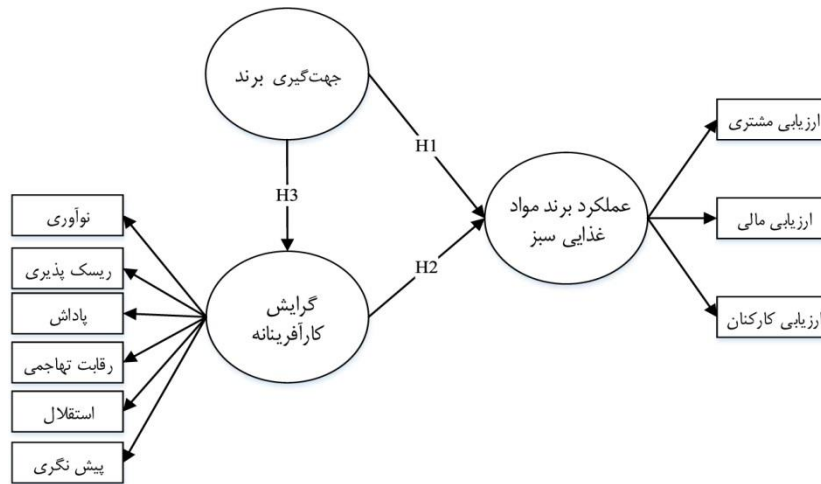 جهت‌گیری برند
H1
H3
H2
عملکرد برند مواد
غذایی سبز
ارزیابی مشتری
ارزیابی مالی
ارزیابی کارکنان
گرایش
کارآفرینانه
نوآوری
ریسک پذیری
پاداش
رقابت تهاجمی
استقلال
پیش نگری